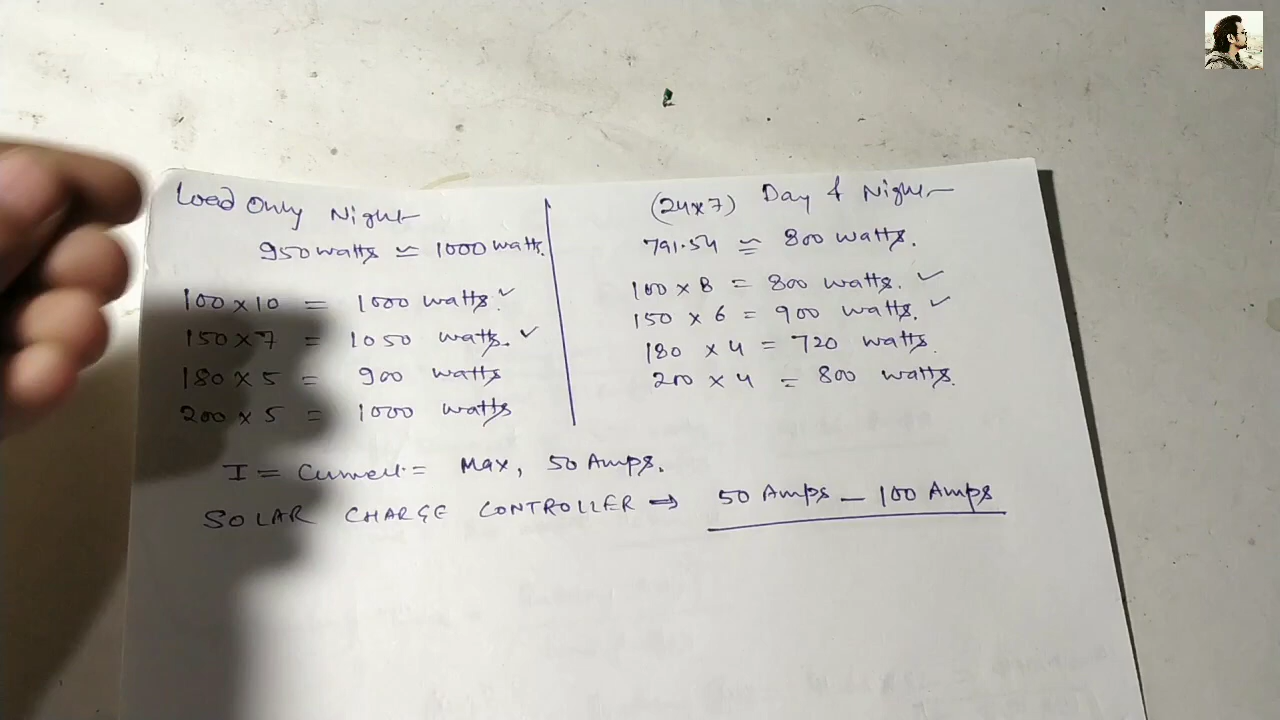 Load Only Night
950 watts ≃ 1000 watts.
100 x 10 = 1000 watts. ✓
150 x 7 = 1050 watts. ✓
180 x 5 = 900 watts
200 x 5 = 1000 watts
(24x7) Day & Night
791.54 ≃ 800 watts.
100 x 8 = 800 watts. ✓
150 x 6 = 900 watts. ✓
180 x 4 = 720 watts.
200 x 4 = 800 watts.
I = Current = Max, 50 Amps.
SOLAR CHARGE CONTROLLER → 50 Amps – 100 Amps